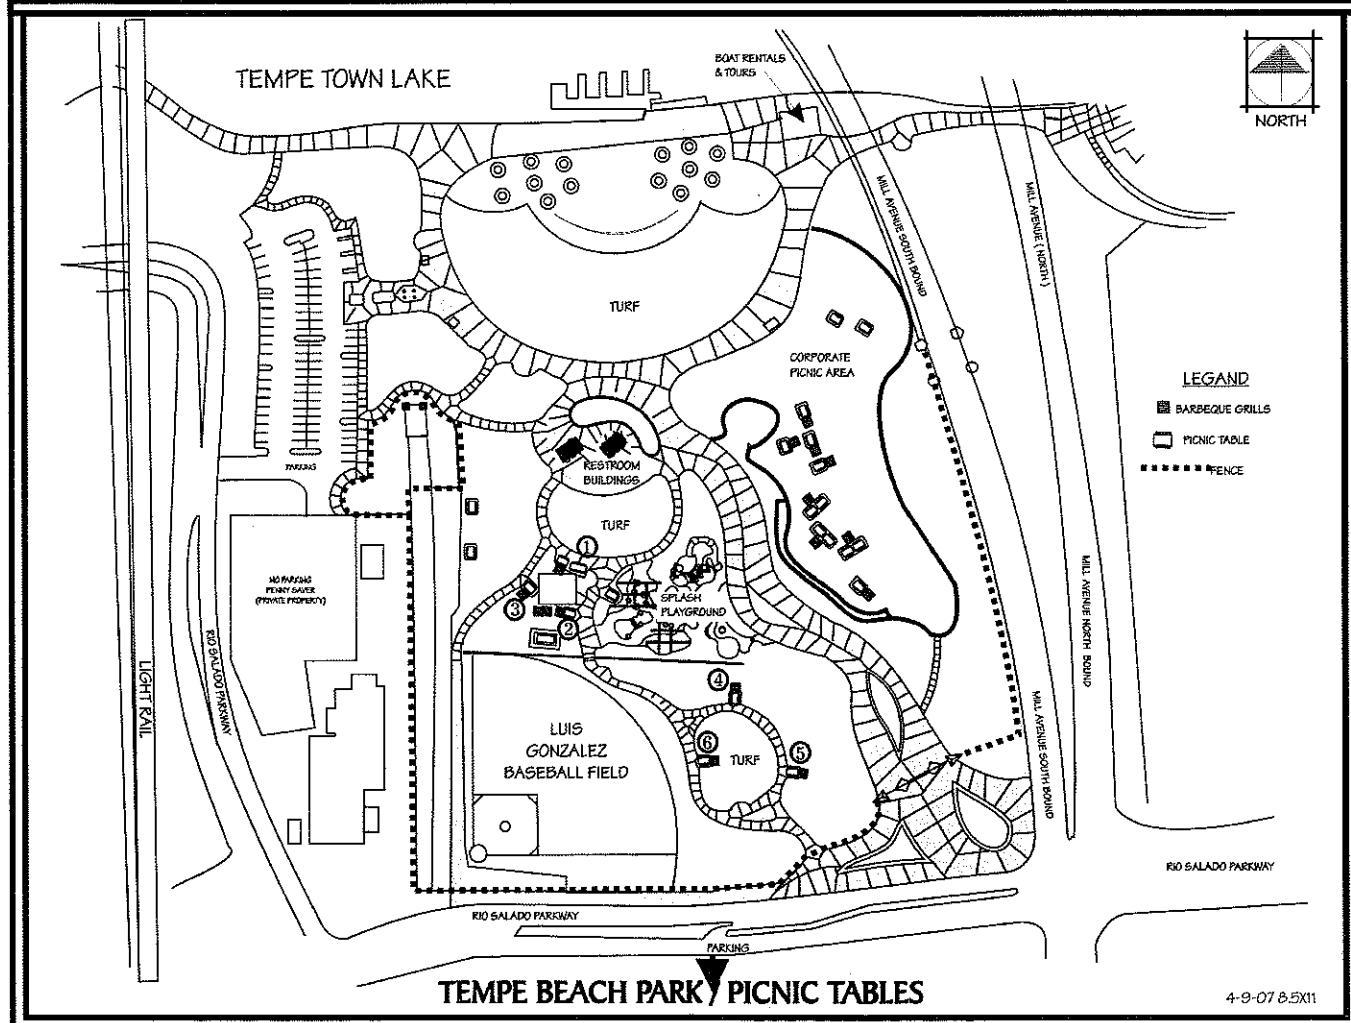 TEMPE TOWN LAKE
BOAT RENTALS
& TOURS
NORTH
MILL AVENUE SOUTH BOUND
MILL AVENUE (NORTH)
TURF
CORPORATE
PICNIC AREA
LEGAND
BARBEQUE GRILLS
PICNIC TABLE
FENCE
PARKING
RESTROOM
BUILDINGS
TURF
1
NO PARKING
PENNY SAVER
(PRIVATE PROPERTY)
SPLASH
PLAYGROUND
3
2
MILL AVENUE NORTH BOUND
LIGHT RAIL
RIO SALADO PARKWAY
4
MILL AVENUE SOUTH BOUND
LUIS
GONZALEZ
BASEBALL FIELD
6
TURF
5
RIO SALADO PARKWAY
RIO SALADO PARKWAY
PARKING
TEMPE BEACH PARK / PICNIC TABLES
4-9-07 8.5X11